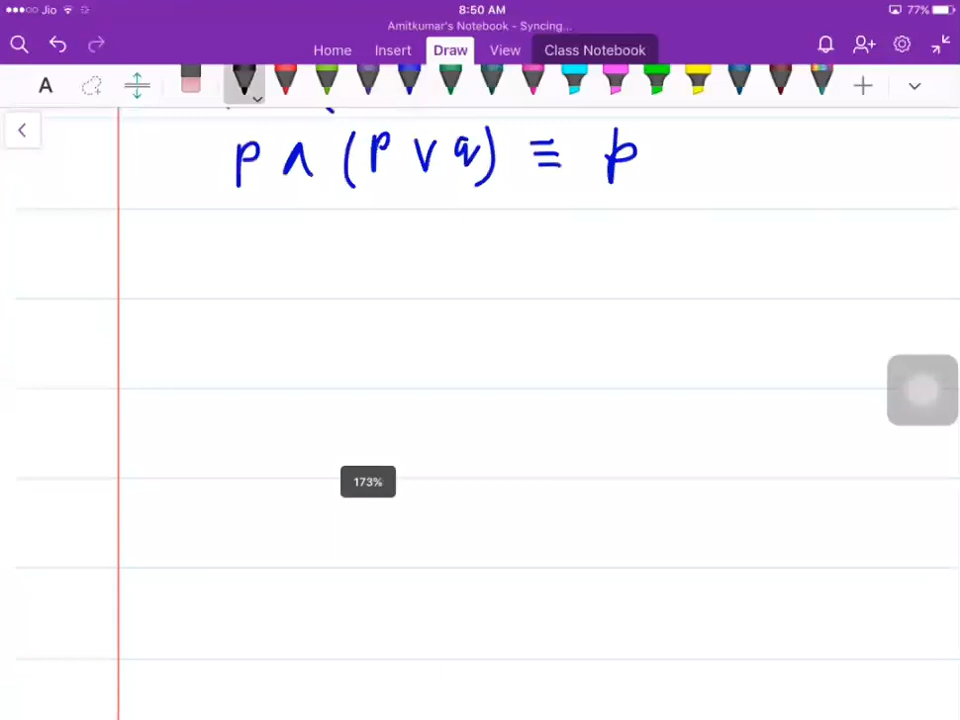 Jio 8:50 AM 77%
Amitkumar's Notebook - Syncing...
Home Insert Draw View Class Notebook
A
p ∧ (p ∨ q) ≡ p
173%